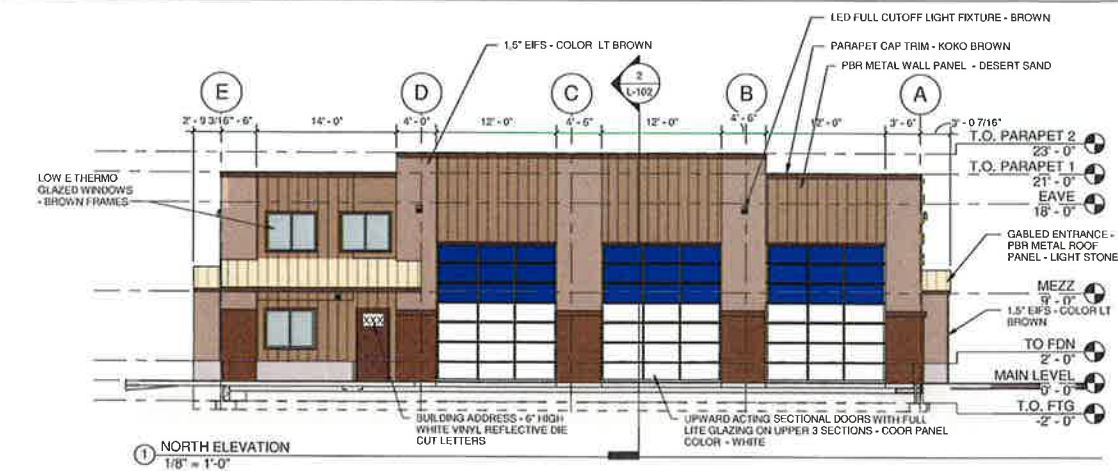 LED FULL CUTOFF LIGHT FIXTURE - BROWN
1.5" EIFS - COLOR LT BROWN
PARAPET CAP TRIM - KOKO BROWN
PBR METAL WALL PANEL - DESERT SAND
2
L-102
E
D
C
B
A
2' - 9 3/16" - 6"
14' - 0"
4' - 0"
12' - 0"
4' - 6"
12' - 0"
4' - 6"
12' - 0"
3' - 6"
3' - 0 7/16"
T.O. PARAPET 2
23' - 0"
T.O. PARAPET 1
21' - 0"
EAVE
18' - 0"
LOW E THERMO
GLAZED WINDOWS
- BROWN FRAMES
GABLED ENTRANCE -
PBR METAL ROOF
PANEL - LIGHT STONE
MEZZ
9' - 0"
1.5" EIFS - COLOR LT
BROWN
XXX
TO FDN
2' - 0"
MAIN LEVEL
0' - 0"
T.O. FTG
-2' - 0"
BUILDING ADDRESS - 6" HIGH
WHITE VINYL REFLECTIVE DIE
CUT LETTERS
UPWARD ACTING SECTIONAL DOORS WITH FULL
LITE GLAZING ON UPPER 3 SECTIONS - COOR PANEL
COLOR - WHITE
1
NORTH ELEVATION
1/8" = 1'-0"